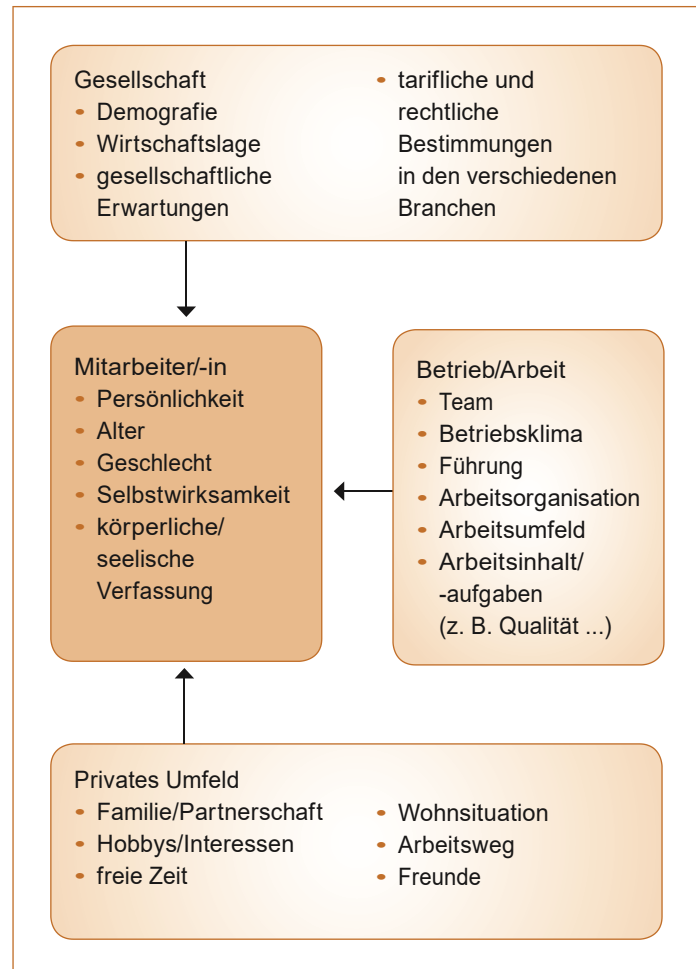 Gesellschaft
• Demografie
• Wirtschaftslage
• gesellschaftliche
Erwartungen
• tarifliche und
rechtliche
Bestimmungen
in den verschiedenen
Branchen
Mitarbeiter/-in
• Persönlichkeit
• Alter
• Geschlecht
• Selbstwirksamkeit
• körperliche/
seelische
Verfassung
Betrieb/Arbeit
• Team
• Betriebsklima
• Führung
• Arbeitsorganisation
• Arbeitsumfeld
• Arbeitsinhalt/
-aufgaben
(z. B. Qualität ...)
Privates Umfeld
• Familie/Partnerschaft
• Hobbys/Interessen
• freie Zeit
• Wohnsituation
• Arbeitsweg
• Freunde